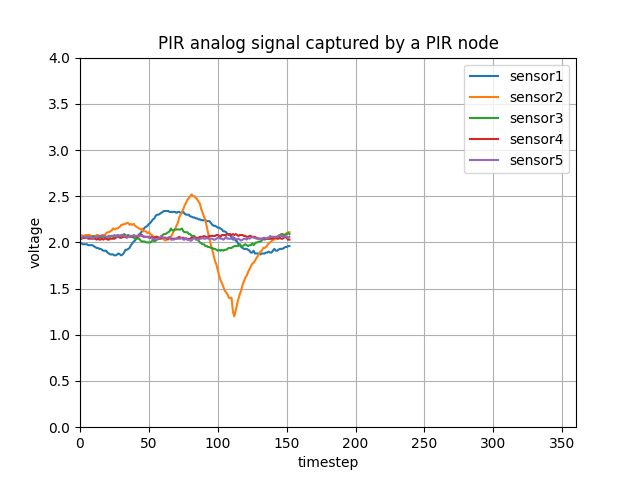 PIR analog signal captured by a PIR node
4.0
3.5
3.0
2.5
2.0
1.5
1.0
0.5
0.0
voltage
sensor1
sensor2
sensor3
sensor4
sensor5
0 50 100 150 200 250 300 350
timestep